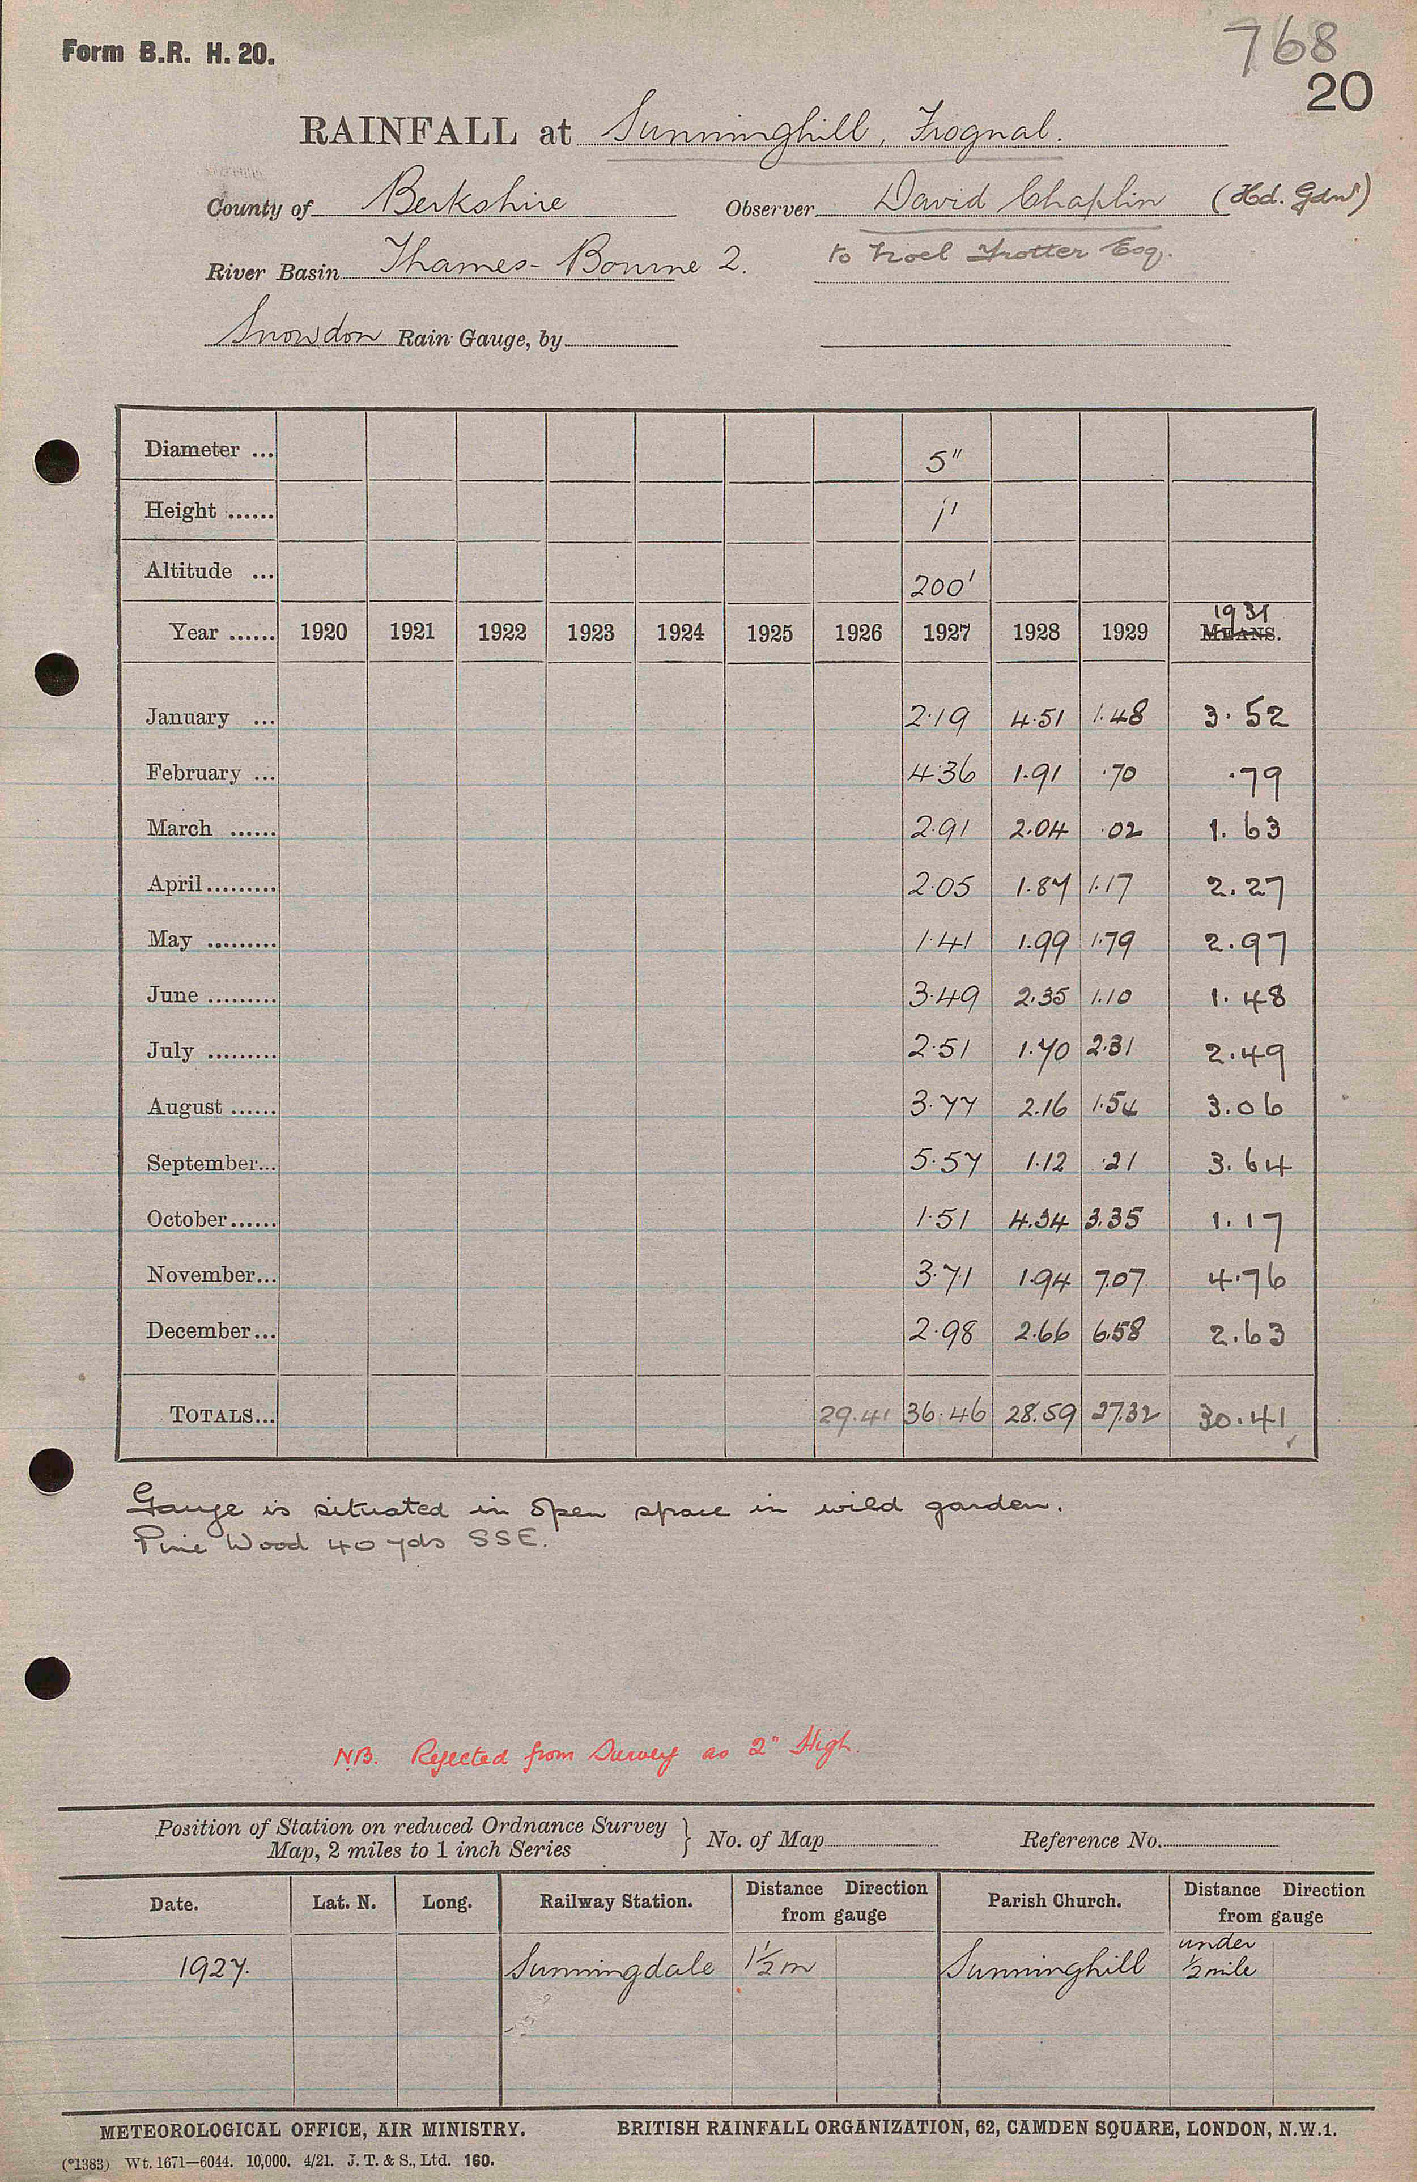 Form B.R. H. 20.
768
20
RAINFALL at Sunninghill, Frognal.
County of Berkshire Observer David Chaplin (Hd. Gdnr)
River Basin Thames - Bourne 2. to Noel Trotter Esq.
Snowdon Rain Gauge, by
Diameter ... 5"
Height ...... 1'
Altitude ... 200'
1931
Year ...... 1920 1921 1922 1923 1924 1925 1926 1927 1928 1929 MEANS.
January ... 2.19 4.51 1.48 3.52
February ... 4.36 1.91 .70 .79
March ...... 2.91 2.04 .02 1.63
April ......... 2.05 1.87 1.17 2.27
May ......... 1.41 1.99 1.79 2.97
June ......... 3.49 2.35 1.10 1.48
July ......... 2.51 1.70 2.31 2.49
August ...... 3.77 2.16 1.54 3.06
September... 5.57 1.12 .21 3.64
October...... 1.51 4.34 3.35 1.17
November... 3.71 1.94 7.07 4.76
December... 2.98 2.66 6.58 2.63
TOTALS... 29.41 36.46 28.59 27.32 30.41
Gauge is situated in open space in wild garden.
Pine Wood 40 yds SSE.
NB. Rejected from Survey as 2" High.
Position of Station on reduced Ordnance Survey
Map, 2 miles to 1 inch Series } No. of Map Reference No.
Date. Lat. N. Long. Railway Station. Distance Direction from gauge Parish Church. Distance Direction from gauge
1927. Sunningdale 1½ m Sunninghill under ½ mile
METEOROLOGICAL OFFICE, AIR MINISTRY. BRITISH RAINFALL ORGANIZATION, 62, CAMDEN SQUARE, LONDON, N.W.1.
(*1383) Wt. 1671—6044. 10,000. 4/21. J. T. & S., Ltd. 160.